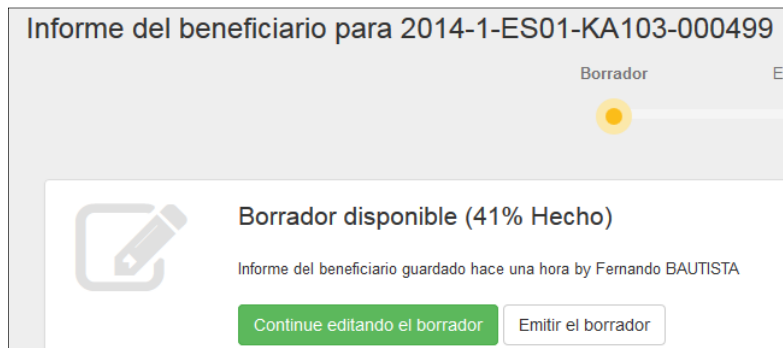 Informe del beneficiario para 2014-1-ES01-KA103-000499
Borrador E
Borrador disponible (41% Hecho)
Informe del beneficiario guardado hace una hora by Fernando BAUTISTA
Continue editando el borrador Emitir el borrador